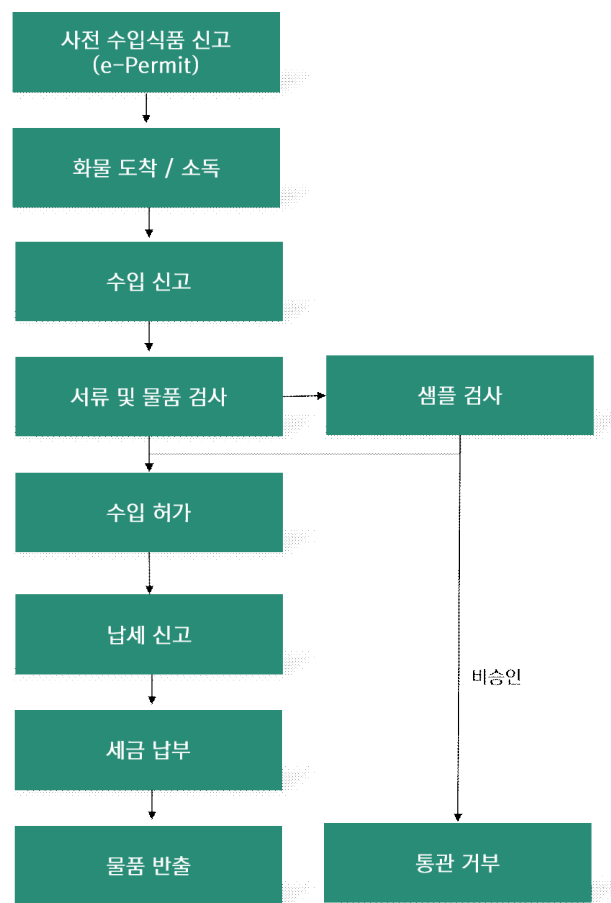 사전 수입식품 신고
(e-Permit)
화물 도착 / 소독
수입 신고
서류 및 물품 검사
샘플 검사
수입 허가
납세 신고
비승인
세금 납부
물품 반출
통관 거부